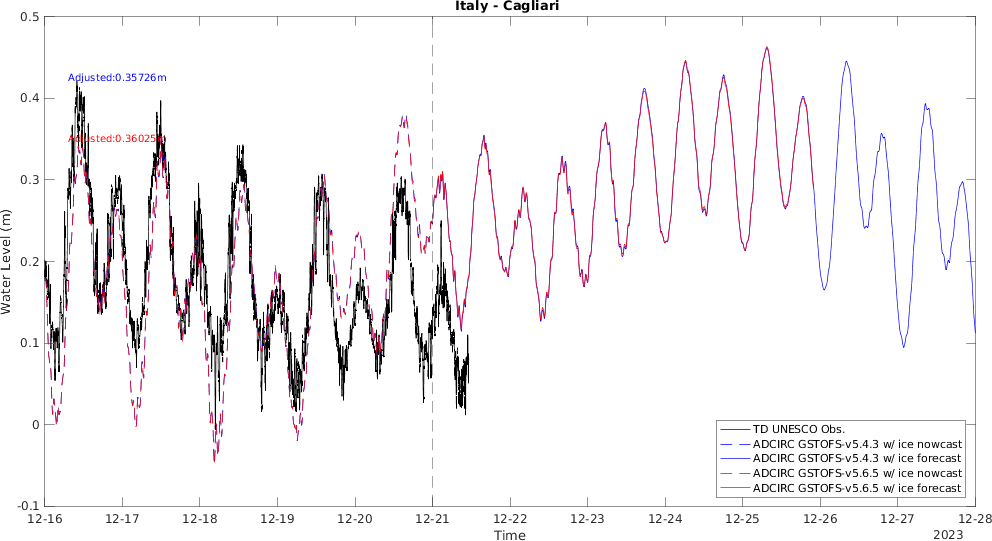 Italy - Cagliari
0.5
Adjusted:0.35726m
0.4
Adjusted:0.36025m
0.3
Water Level (m)
0.2
0.1
TD UNESCO Obs.
0
ADCIRC GSTOFS-v5.4.3 w/ ice nowcast
ADCIRC GSTOFS-v5.4.3 w/ ice forecast
ADCIRC GSTOFS-v5.6.5 w/ ice nowcast
ADCIRC GSTOFS-v5.6.5 w/ ice forecast
-0.1
12-16 12-17 12-18 12-19 12-20 12-21 12-22 12-23 12-24 12-25 12-26 12-27 12-28
Time
2023